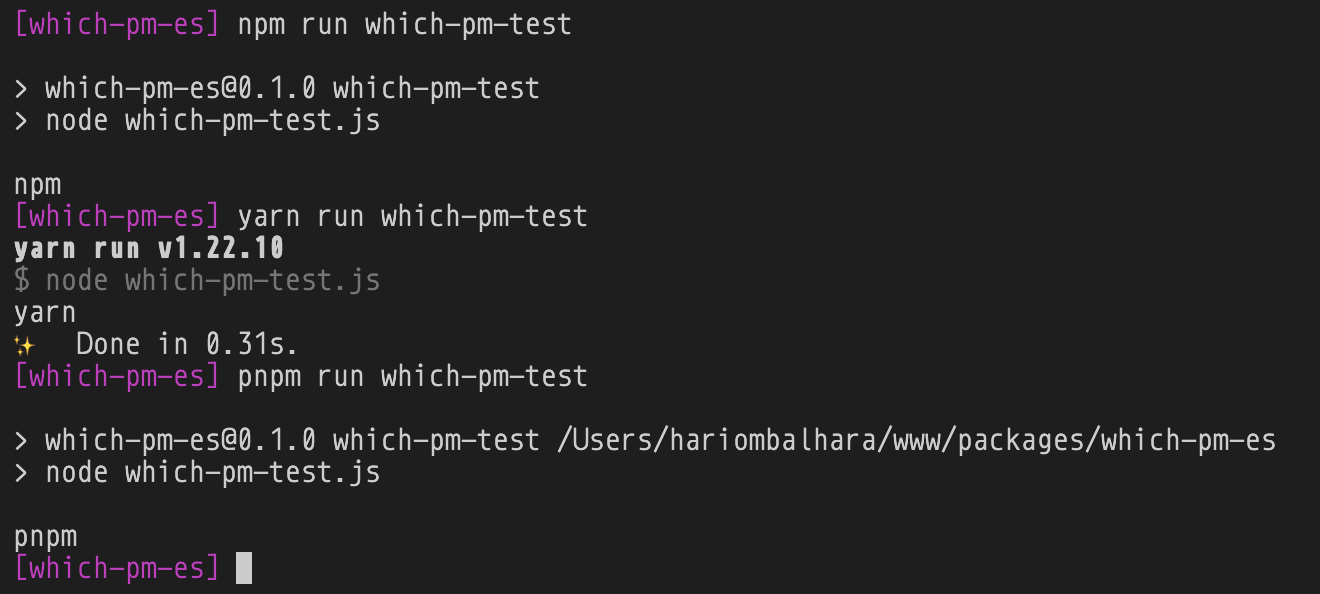 [which-pm-es] npm run which-pm-test
> which-pm-es@0.1.0 which-pm-test
> node which-pm-test.js
npm
[which-pm-es] yarn run which-pm-test
yarn run v1.22.10
$ node which-pm-test.js
yarn
✨  Done in 0.31s.
[which-pm-es] pnpm run which-pm-test
> which-pm-es@0.1.0 which-pm-test /Users/hariombalhara/www/packages/which-pm-es
> node which-pm-test.js
pnpm
[which-pm-es]